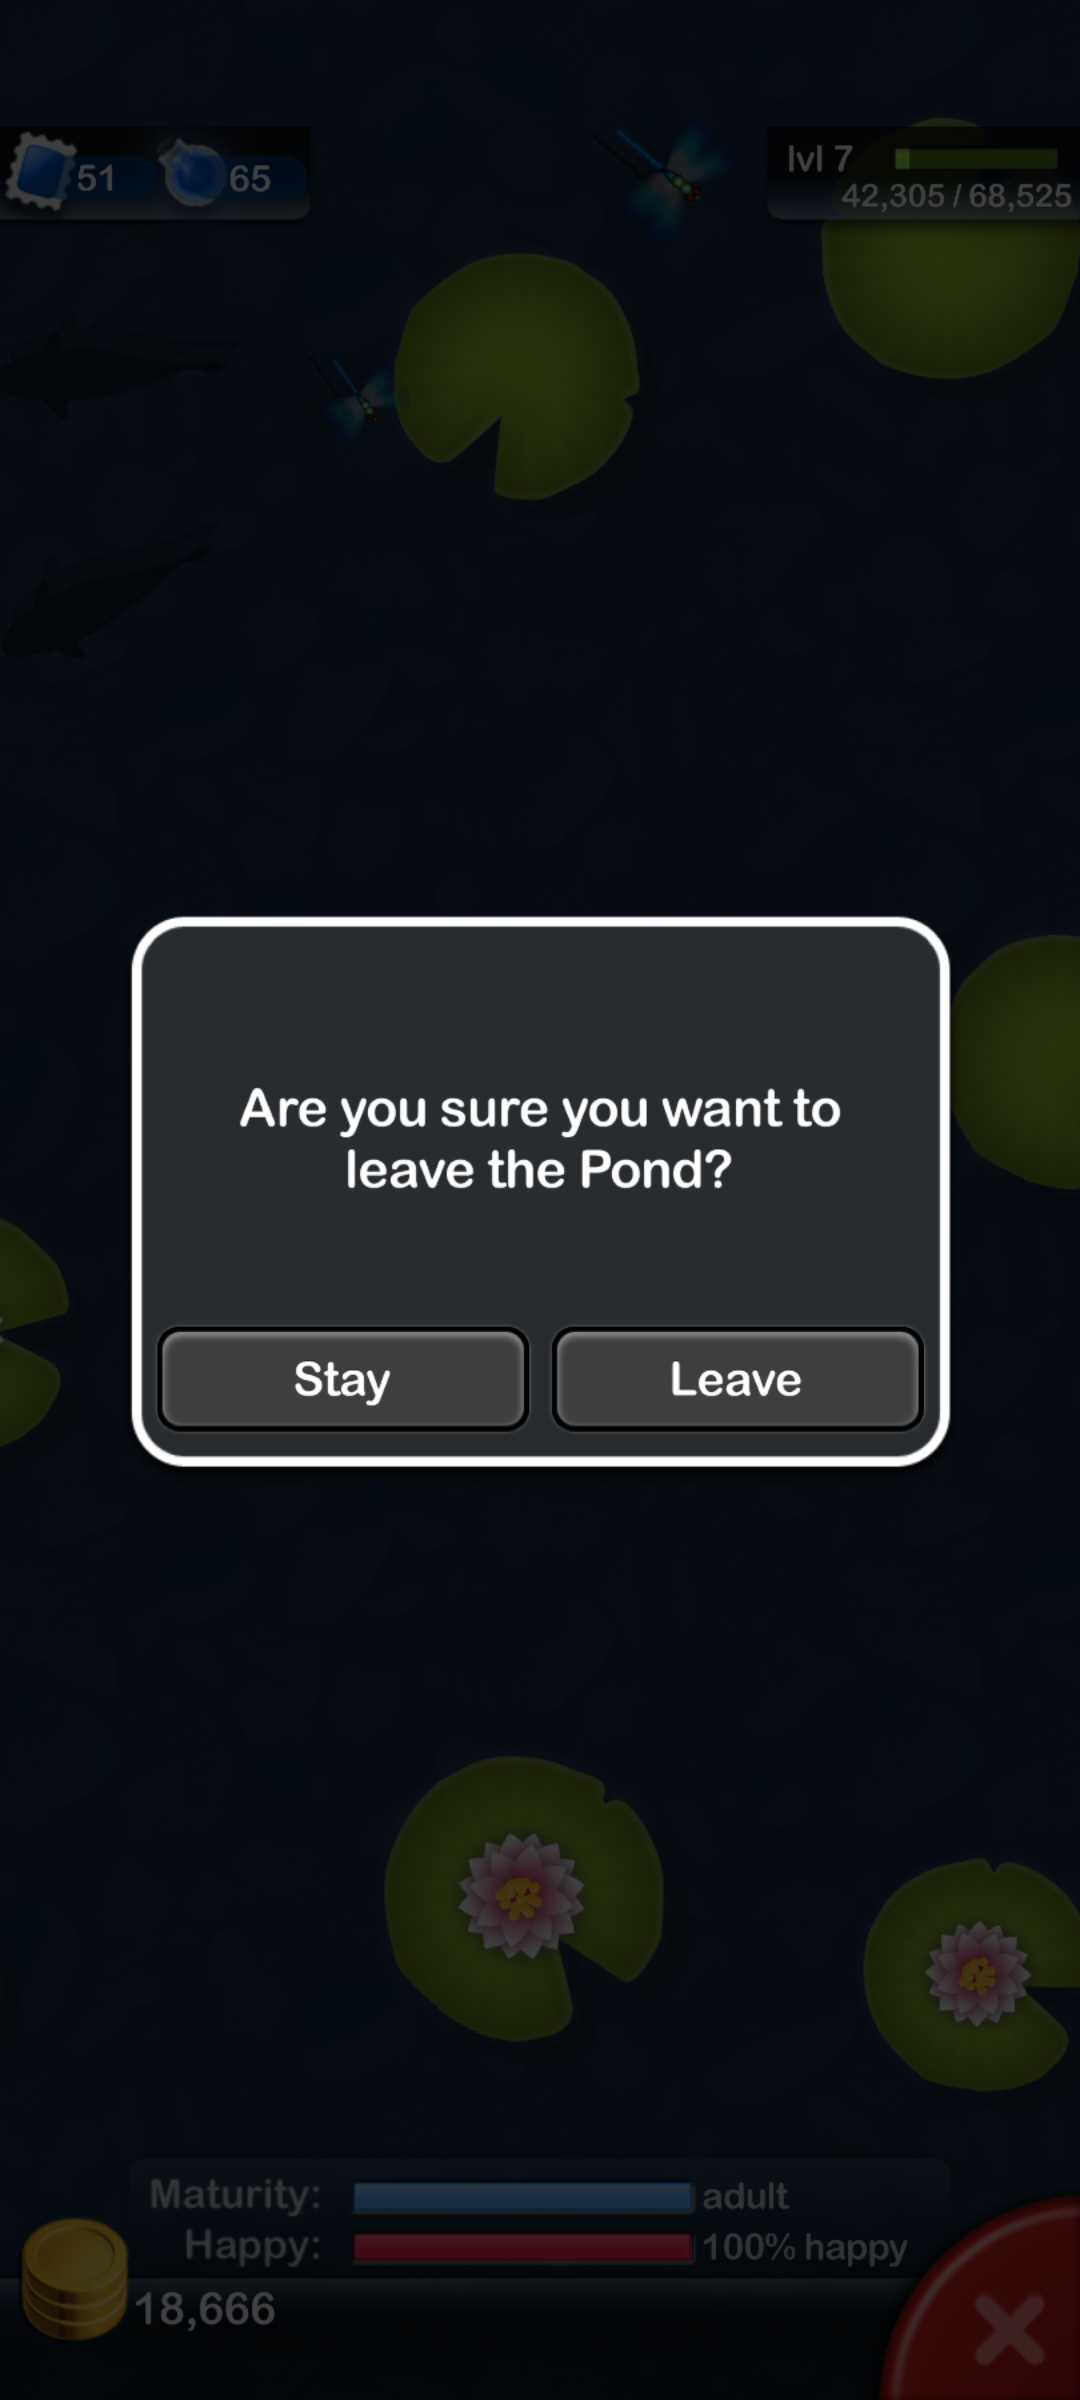 51 65
lvl 7
42,305 / 68,525
Are you sure you want to
leave the Pond?
Stay Leave
Maturity: adult
Happy: 100% happy
18,666